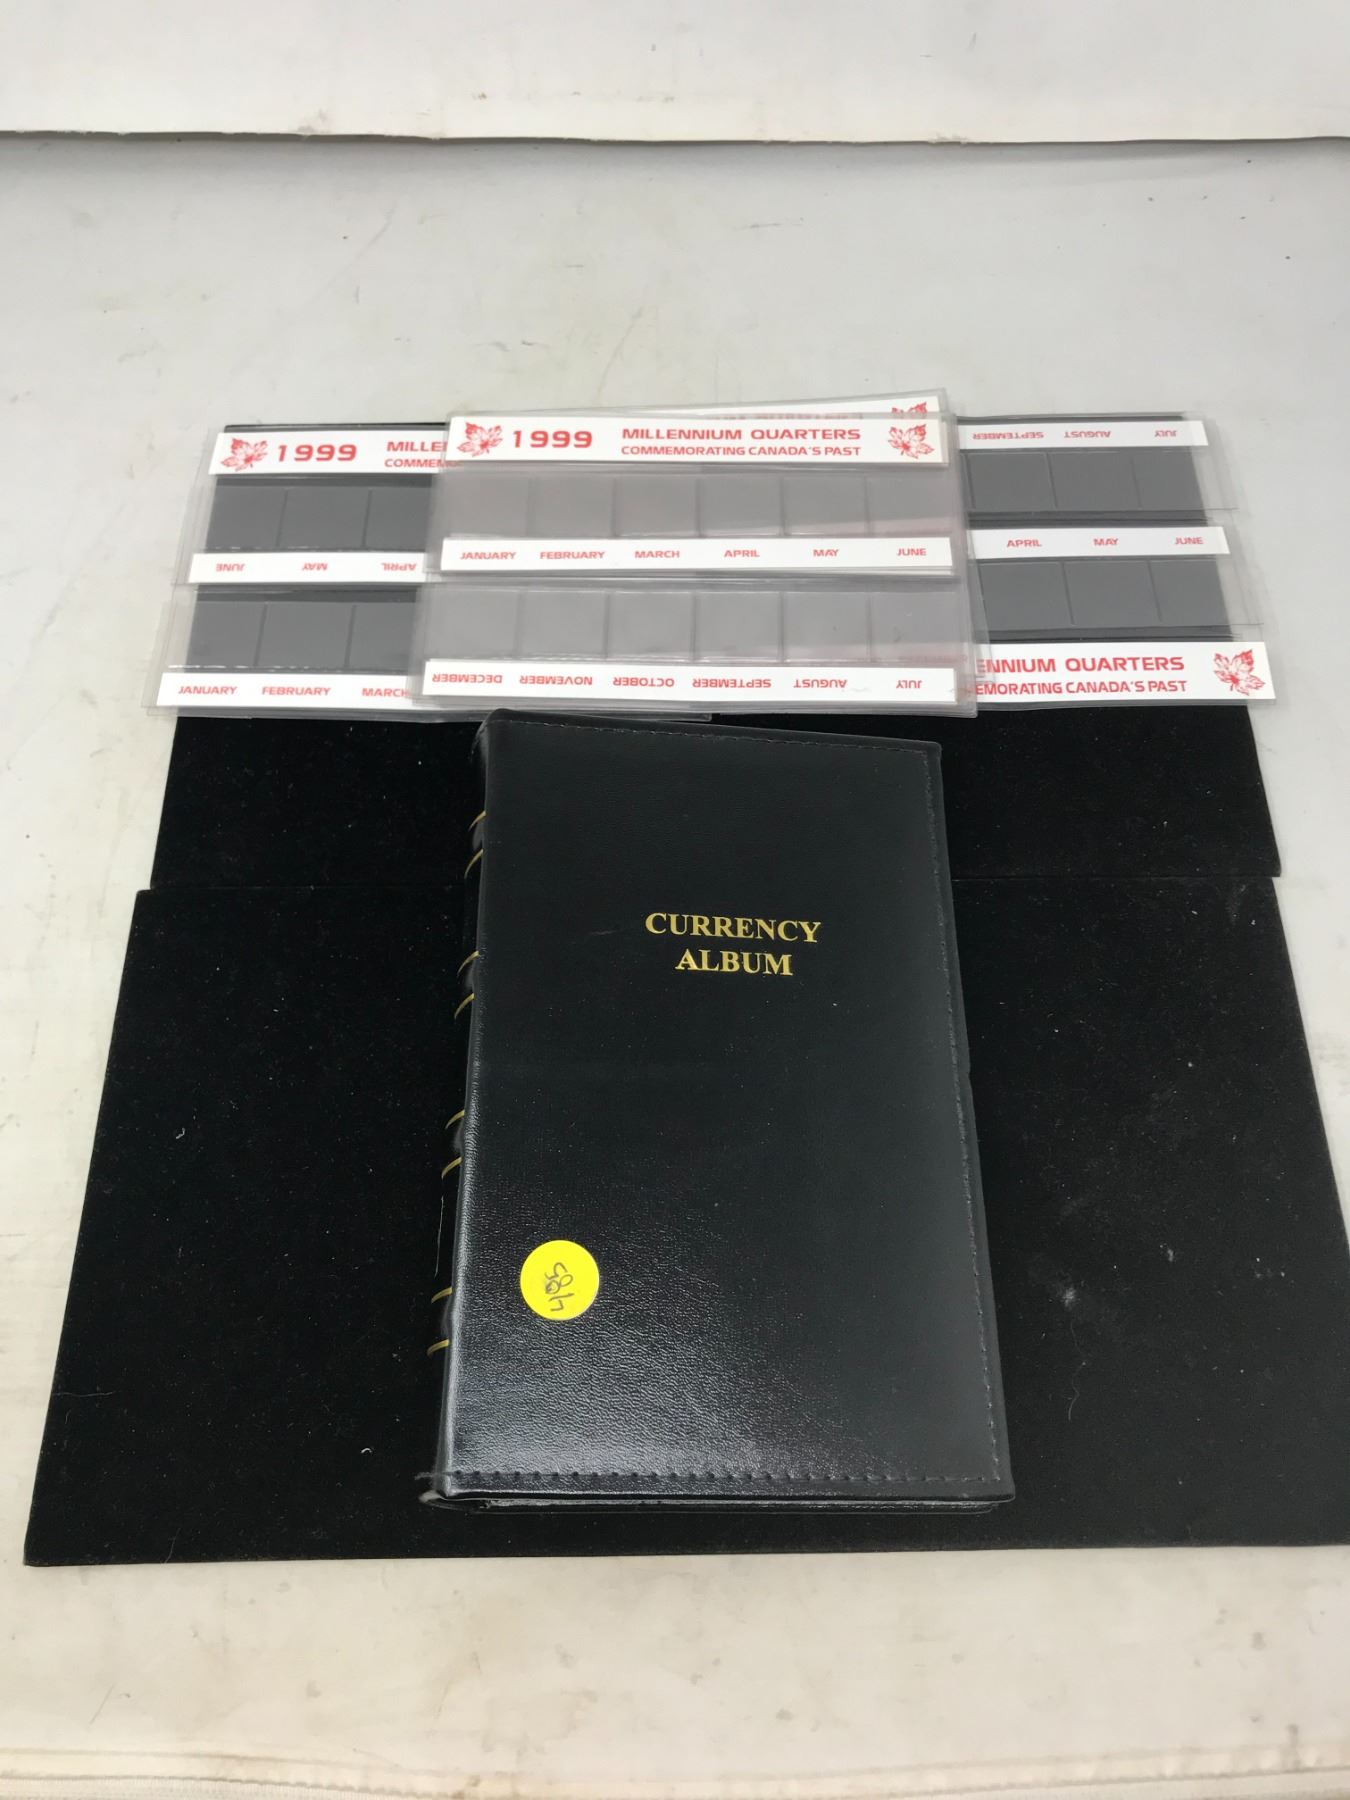 1999
MILLENNIUM QUARTERS
COMMEMORATING CANADA'S PAST
JANUARY FEBRUARY MARCH APRIL MAY JUNE
JULY AUGUST SEPTEMBER OCTOBER NOVEMBER DECEMBER
1999 MILLE
COMMEMO
JUNE MAY APRIL
JANUARY FEBRUARY MARCH
JULY AUGUST SEPTEMBER
APRIL MAY JUNE
ENNIUM QUARTERS
EMORATING CANADA'S PAST
CURRENCY
ALBUM
485